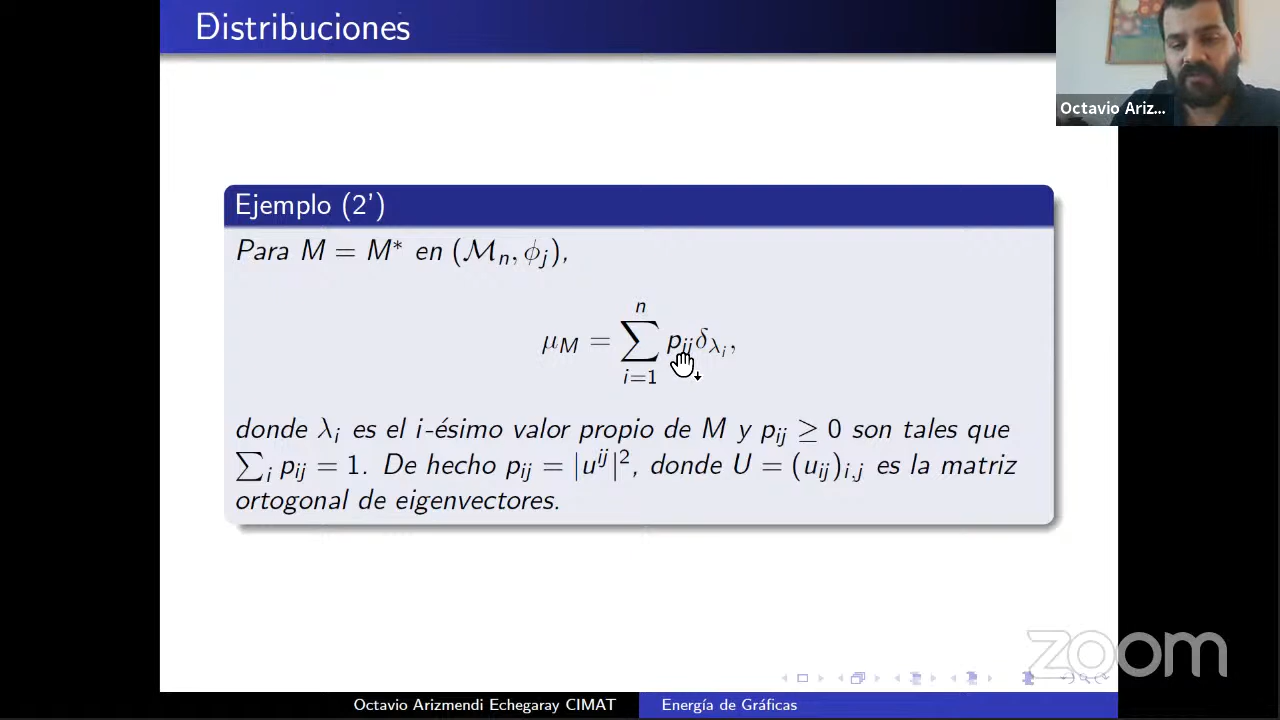 Distribuciones
Octavio Ariz...
Ejemplo (2')
Para M = M* en (ℳₙ, ϕⱼ),
μ_M = ∑_{i=1}^{n} p_{ij} δ_{λ_i},
donde λᵢ es el i-ésimo valor propio de M y p_{ij} ≥ 0 son tales que
∑ᵢ p_{ij} = 1. De hecho p_{ij} = |u^{ij}|², donde U = (u_{ij})_{i,j} es la matriz
ortogonal de eigenvectores.
zoom
Octavio Arizmendi Echegaray CIMAT
Energía de Gráficas